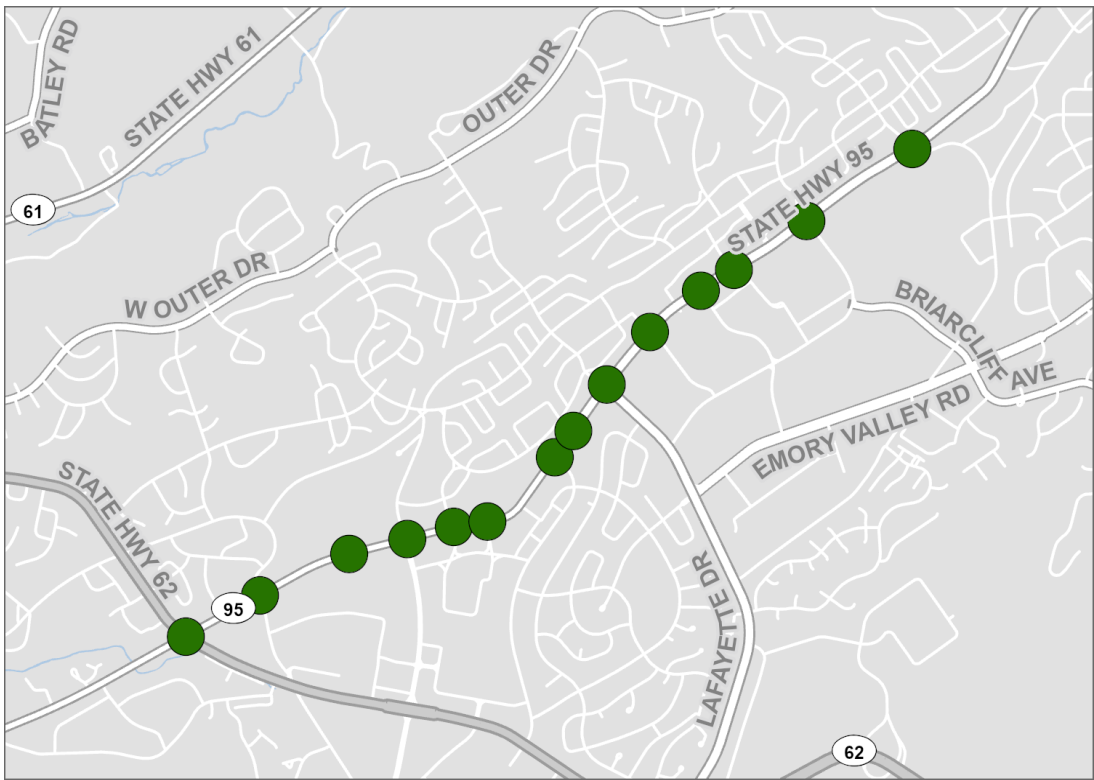 BATLEY RD
STATE HWY 61
OUTER DR
STATE HWY 95
61
W OUTER DR
BRIARCLIFF AVE
EMORY VALLEY RD
STATE HWY 62
95
LAFAYETTE DR
62